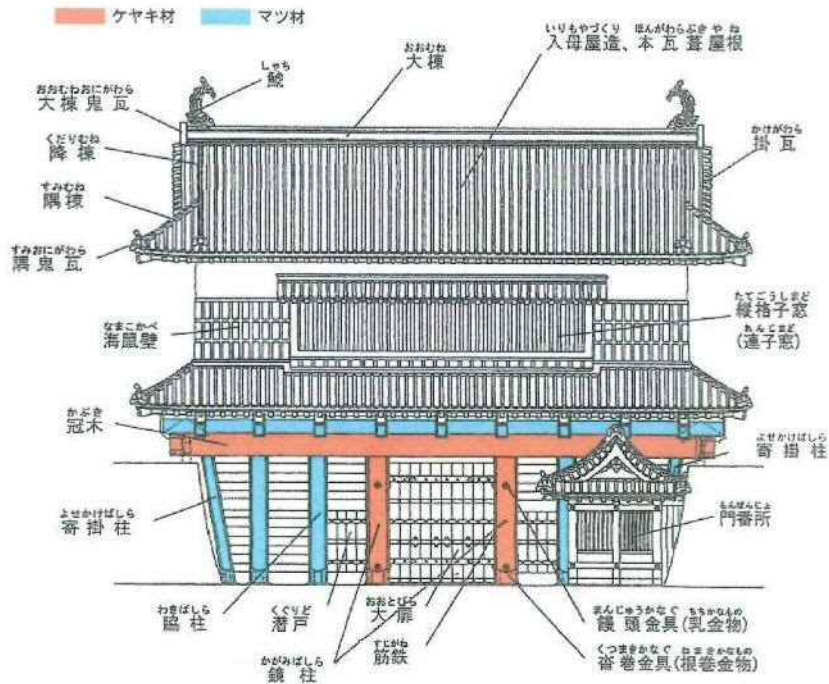 ケヤキ材 マツ材
いりもやづくり ほんがわらぶきやね
入母屋造、本瓦葺屋根
おおむね
大棟
しゃち
鯱
おおむねおにがわら
大棟鬼瓦
くだりむね
降棟
かけがわら
掛瓦
すみむね
隅棟
すみおにがわら
隅鬼瓦
たてごうしまど
縦格子窓
れんじまど
(連子窓)
なまこかべ
海鼠壁
かぶき
冠木
よせかけばしら
寄掛柱
よせかけばしら
寄掛柱
もんばんじょ
門番所
わきばしら
脇柱
くぐりど
潜戸
おおとびら
大扉
まんじゅうかなぐ ちちかなもの
饅頭金具(乳金物)
かがみばしら
鏡柱
すじがね
筋鉄
くつまきかなぐ ねまきかなもの
沓巻金具(根巻金物)